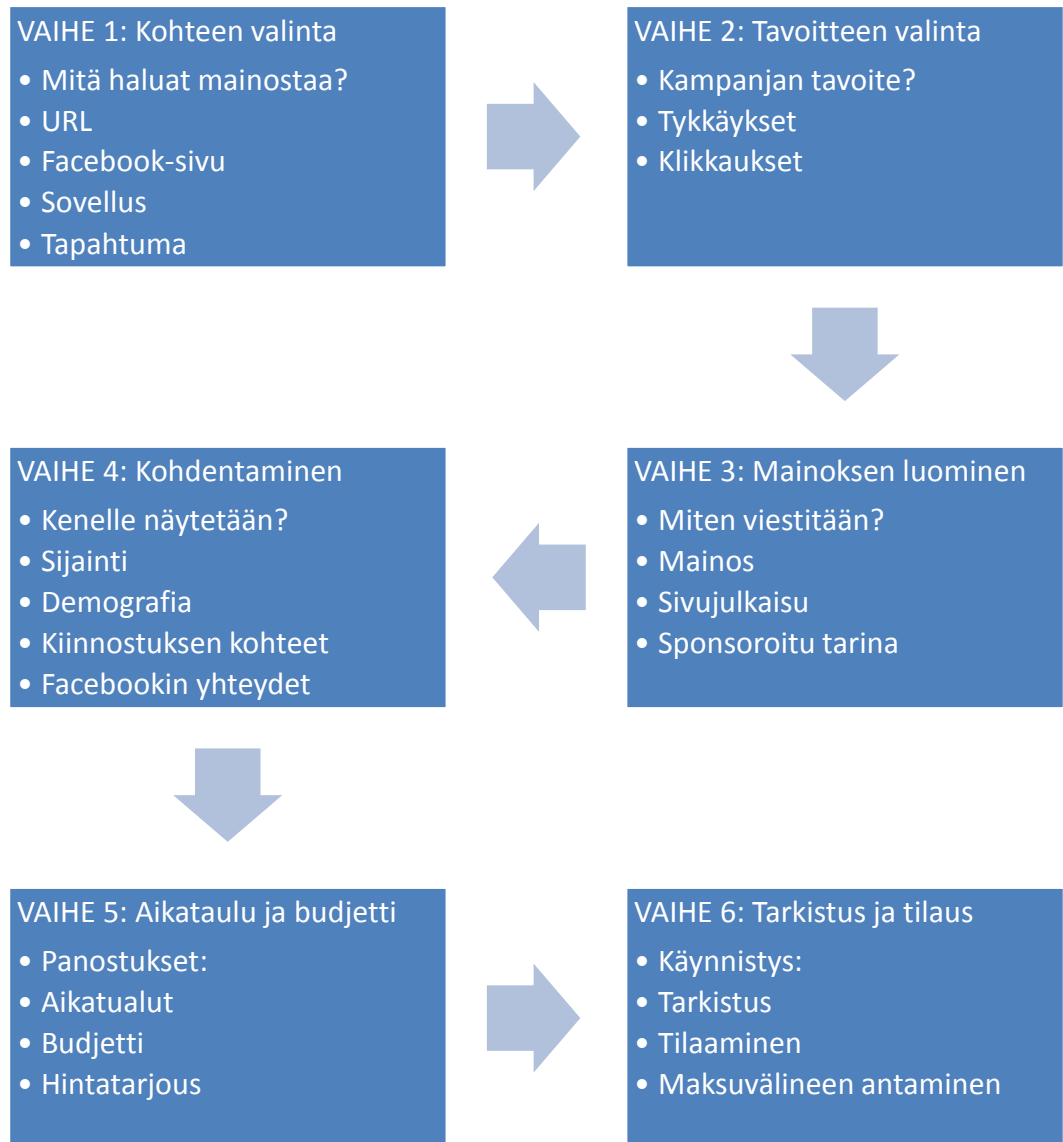 VAIHE 1: Kohteen valinta
• Mitä haluat mainostaa?
• URL
• Facebook-sivu
• Sovellus
• Tapahtuma
VAIHE 2: Tavoitteen valinta
• Kampanjan tavoite?
• Tykkäykset
• Klikkaukset
VAIHE 3: Mainoksen luominen
• Miten viestitään?
• Mainos
• Sivujulkaisu
• Sponsoroitu tarina
VAIHE 4: Kohdentaminen
• Kenelle näytetään?
• Sijainti
• Demografia
• Kiinnostuksen kohteet
• Facebookin yhteydet
VAIHE 5: Aikataulu ja budjetti
• Panostukset:
• Aikatualut
• Budjetti
• Hintatarjous
VAIHE 6: Tarkistus ja tilaus
• Käynnistys:
• Tarkistus
• Tilaaminen
• Maksuvälineen antaminen